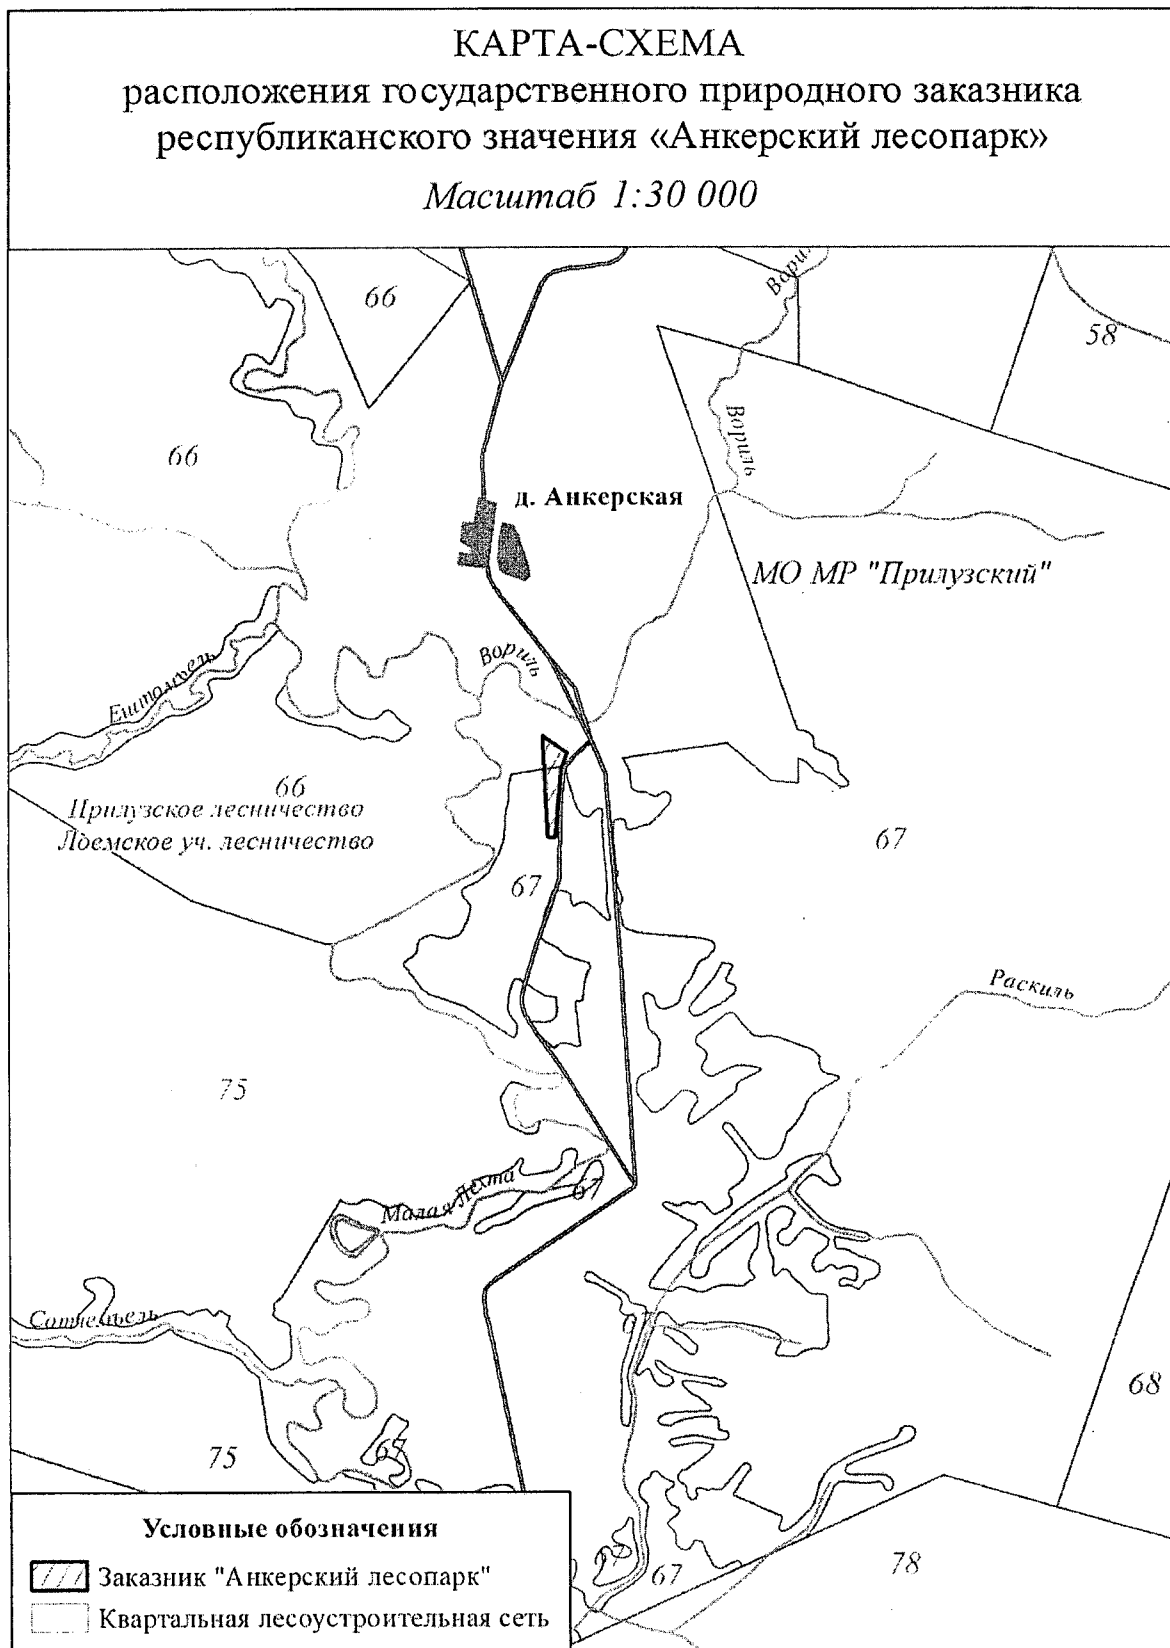 КАРТА-СХЕМА
расположения государственного природного заказника
республиканского значения «Анкерский лесопарк»
Масштаб 1:30 000
66
58
Вориль
66
д. Анкерская
МО МР "Прилузский"
Вориль
66
Прилузское лесничество
Лоемское уч. лесничество
67
67
Раскиль
75
67
Малая
68
75
67
78
Условные обозначения
Заказник "Анкерский лесопарк"
Квартальная лесоустроительная сеть